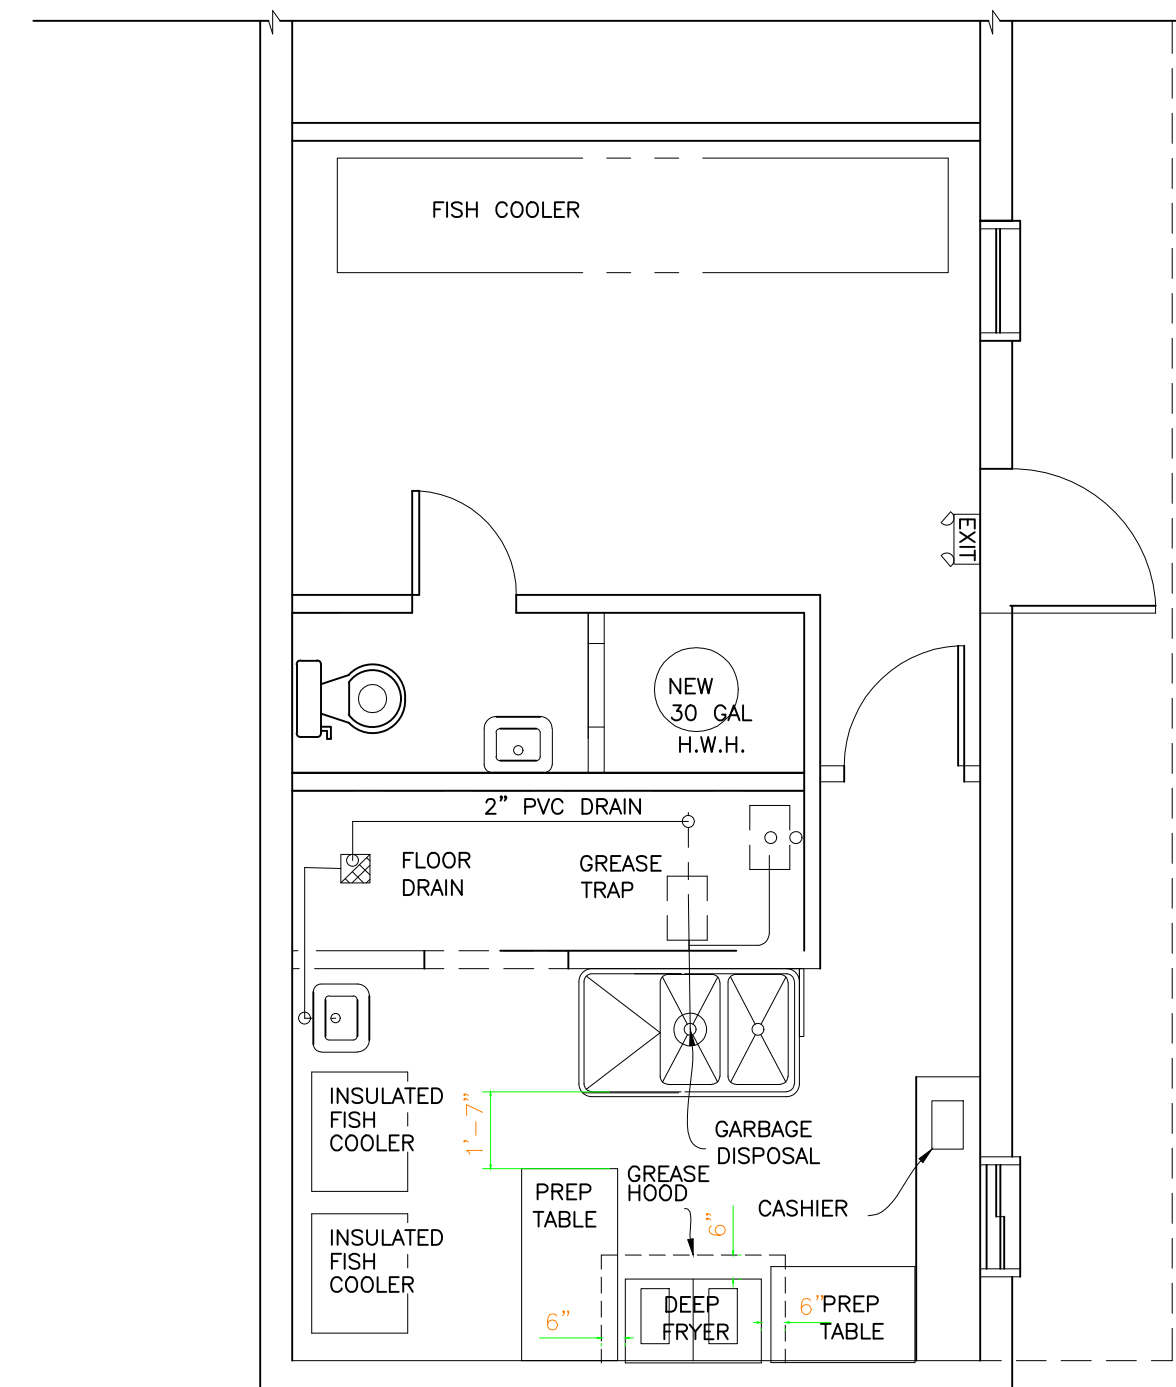 FISH COOLER
EXIT
NEW
30 GAL
H.W.H.
2” PVC DRAIN
FLOOR
DRAIN
GREASE
TRAP
INSULATED
FISH
COOLER
1'-7”
GARBAGE
DISPOSAL
GREASE
HOOD
PREP
TABLE
CASHIER
6”
INSULATED
FISH
COOLER
6”
DEEP
FRYER
6”
PREP
TABLE